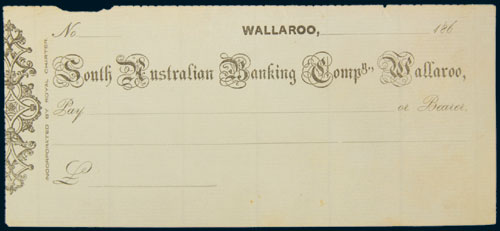 No WALLAROO, 186
South Australian Banking Compy., Wallaroo,
Pay or Bearer.
£
INCORPORATED BY ROYAL CHARTER